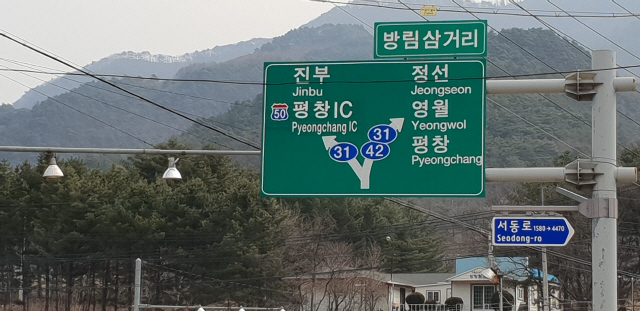 방림삼거리
진부
Jinbu
50 평창IC
Pyeongchang IC
정선
Jeongseon
영월
Yeongwol
평창
Pyeongchang
31
31 42
서동로 1580→4470
Seodong-ro